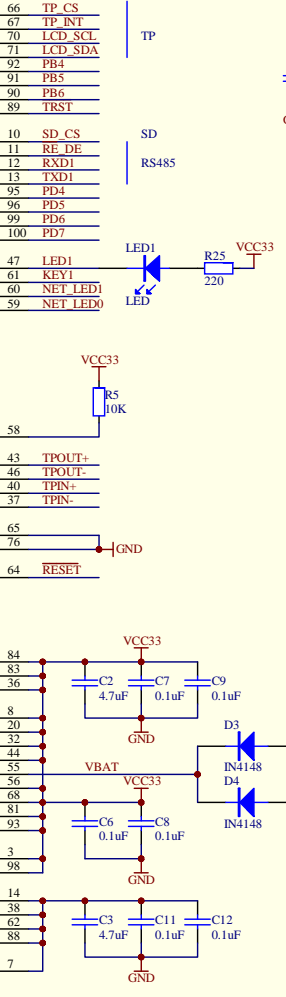 66 TP_CS
67 TP_INT
70 LCD_SCL
TP
71 LCD_SDA
92 PB4
91 PB5
90 PB6
89 TRST
10 SD_CS SD
11 RE_DE
12 RXD1 RS485
13 TXD1
95 PD4
96 PD5
99 PD6
100 PD7
LED1 R25 VCC33
47 LED1
61 KEY1 220
60 NET_LED1
LED
59 NET_LED0
VCC33
R5
10K
58
43 TPOUT+
46 TPOUT-
40 TPIN+
37 TPIN-
65
76 GND
64 RESET
VCC33
84
83
36 C2 C7 C9
4.7uF 0.1uF 0.1uF
8
20 D3
32 GND
44
55 VBAT IN4148
56 VCC33 D4
68
81 C6 C8 IN4148
93 0.1uF 0.1uF
3
98 GND
14
38 C3 C11 C12
62 4.7uF 0.1uF 0.1uF
88
7
GND